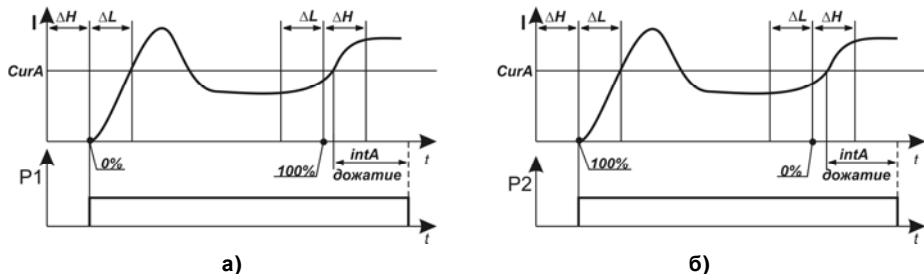 I ΔH ΔL ΔL ΔH
CurA
0% 100% intA t
дожатие
P1
t
а)
I ΔH ΔL ΔL ΔH
CurA
100% 0% intA t
дожатие
P2
t
б)